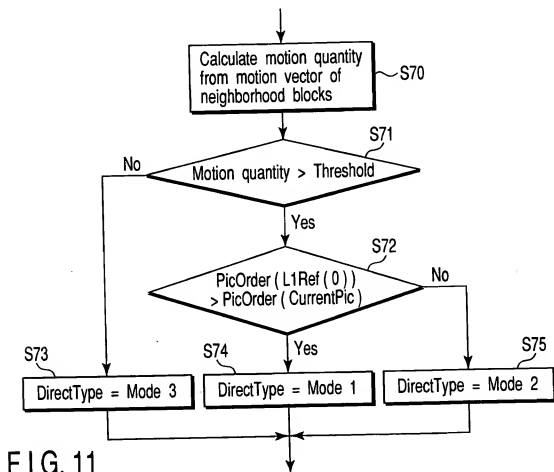 Calculate motion quantity
from motion vector of
neighborhood blocks
S70
S71
No
Motion quantity > Threshold
Yes
S72
PicOrder ( L1Ref ( 0 ) )
> PicOrder ( CurrentPic )
No
S73
S74
Yes
S75
DirectType = Mode 3
DirectType = Mode 1
DirectType = Mode 2
FIG. 11